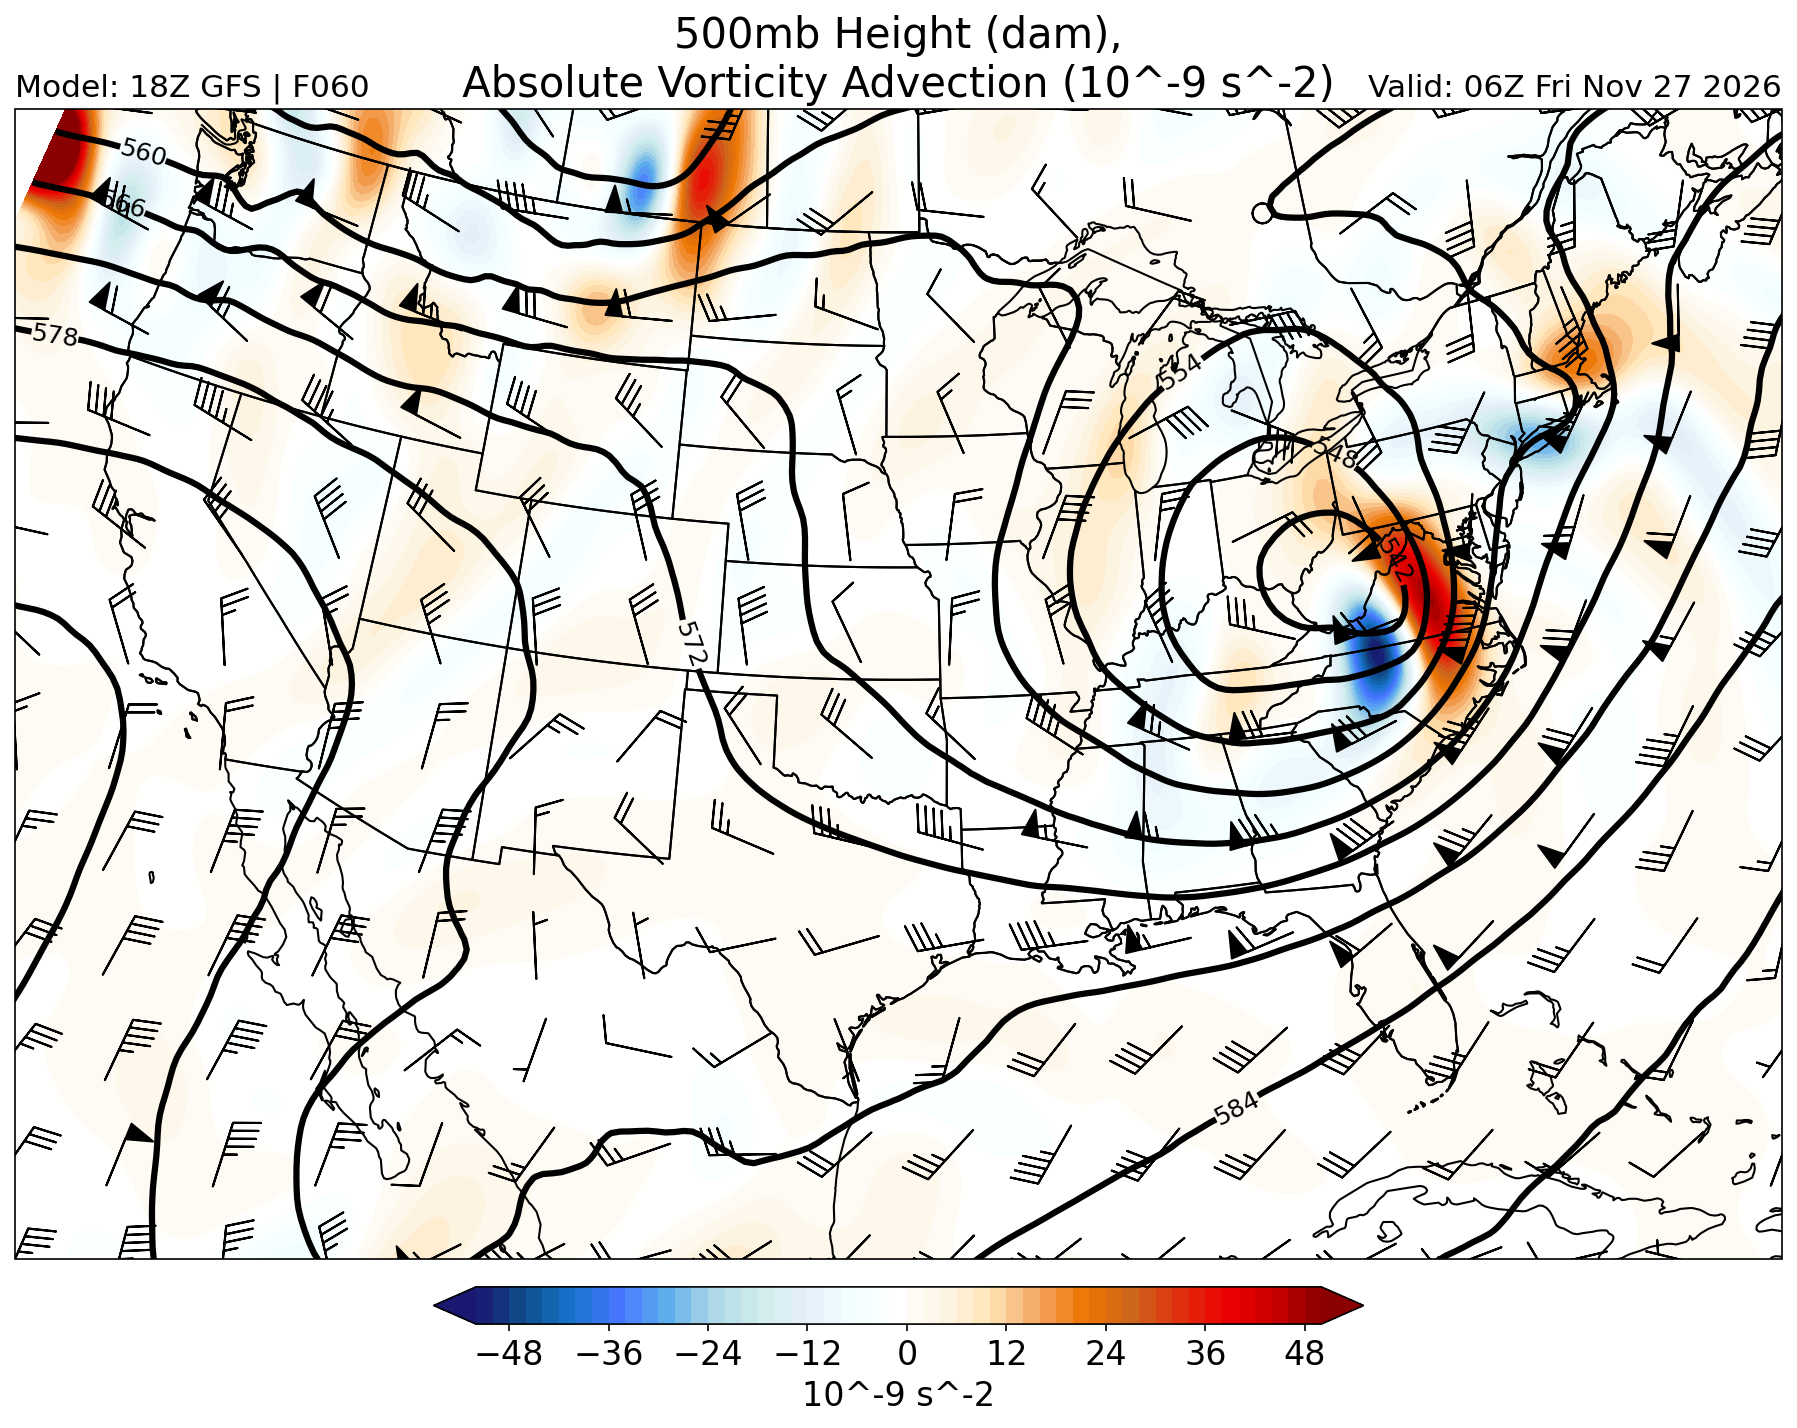 500mb Height (dam),
Model: 18Z GFS | F060
Absolute Vorticity Advection (10^-9 s^-2)
Valid: 06Z Fri Nov 27 2026
560
566
578
554
548
542
572
584
−48 −36 −24 −12 0 12 24 36 48
10^-9 s^-2